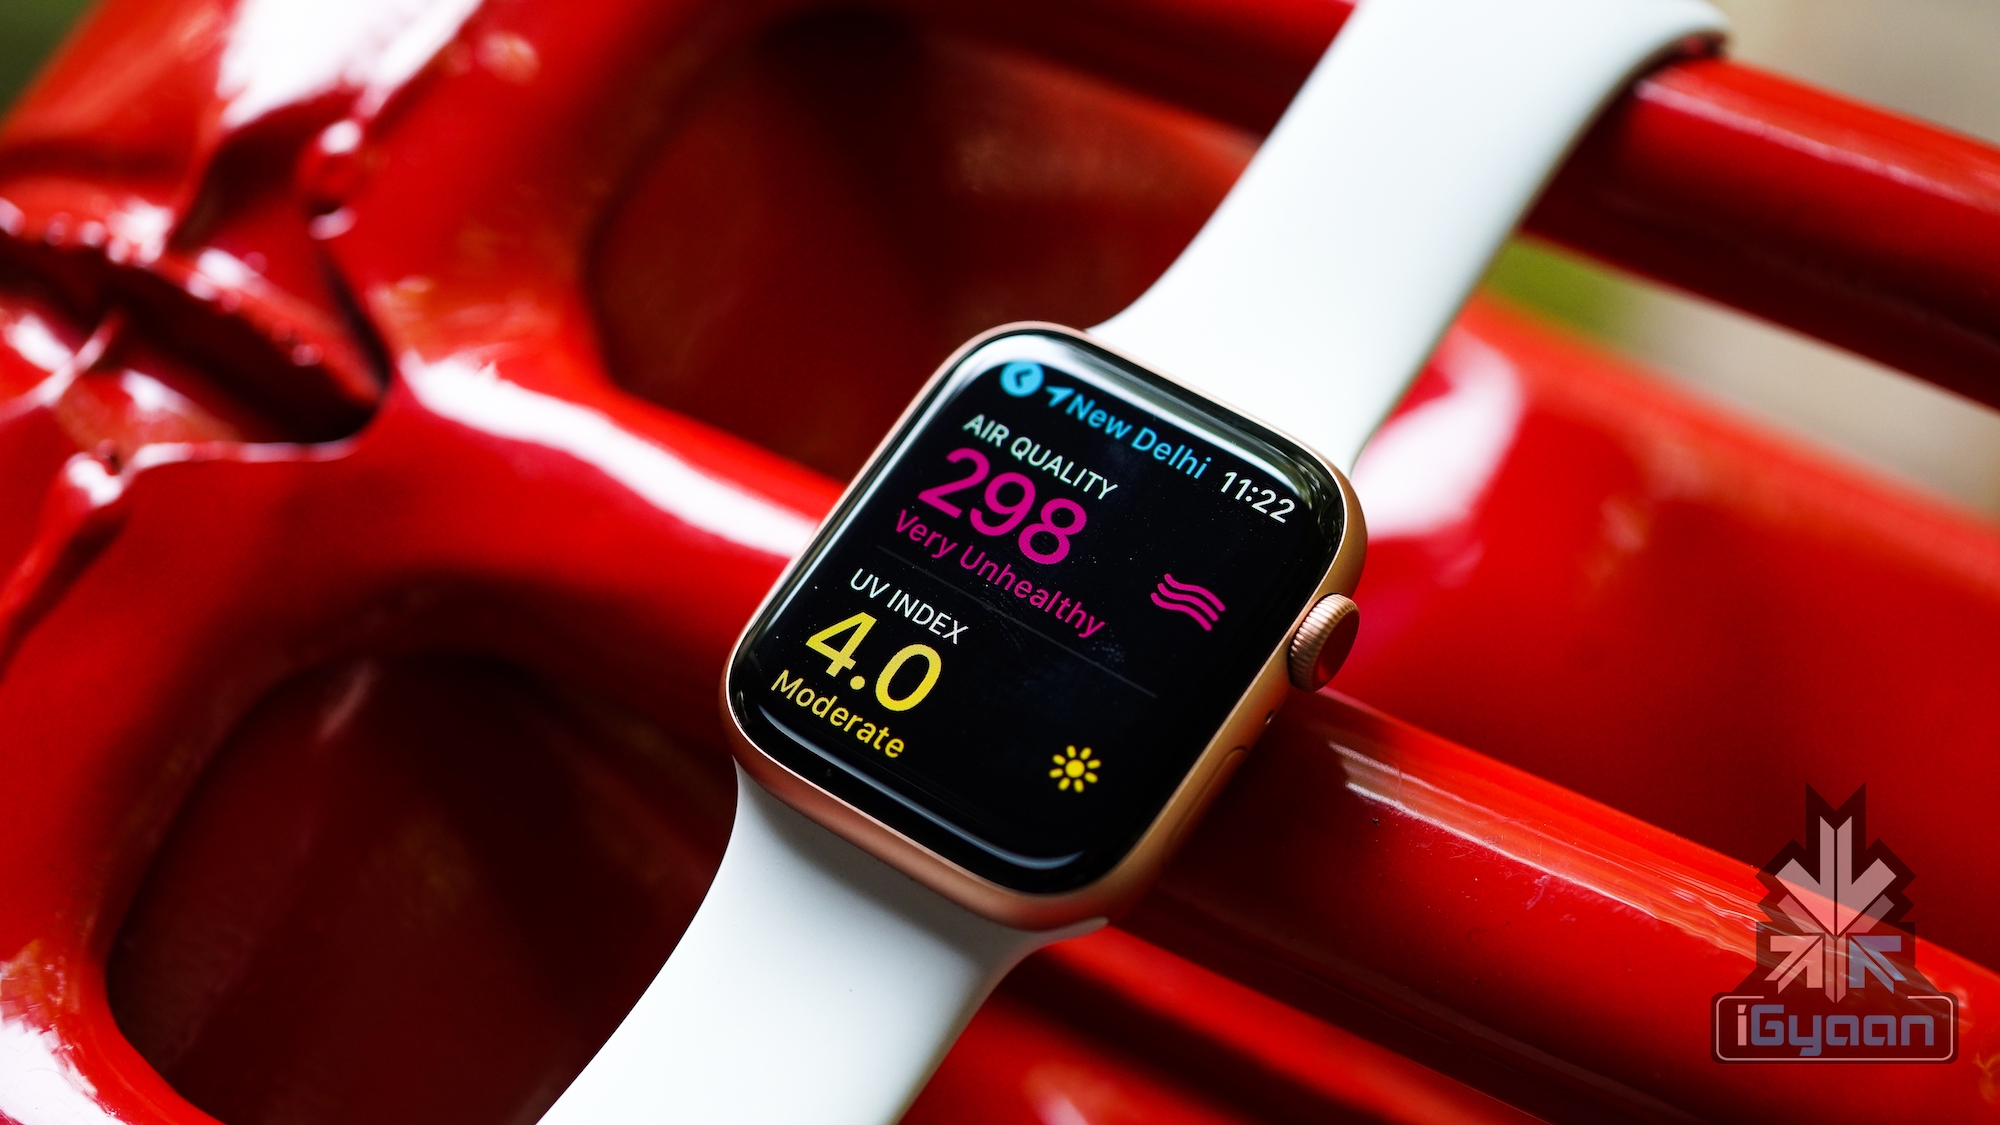 New Delhi 11:22
AIR QUALITY
298
Very Unhealthy
UV INDEX
4.0
Moderate
iGyaan